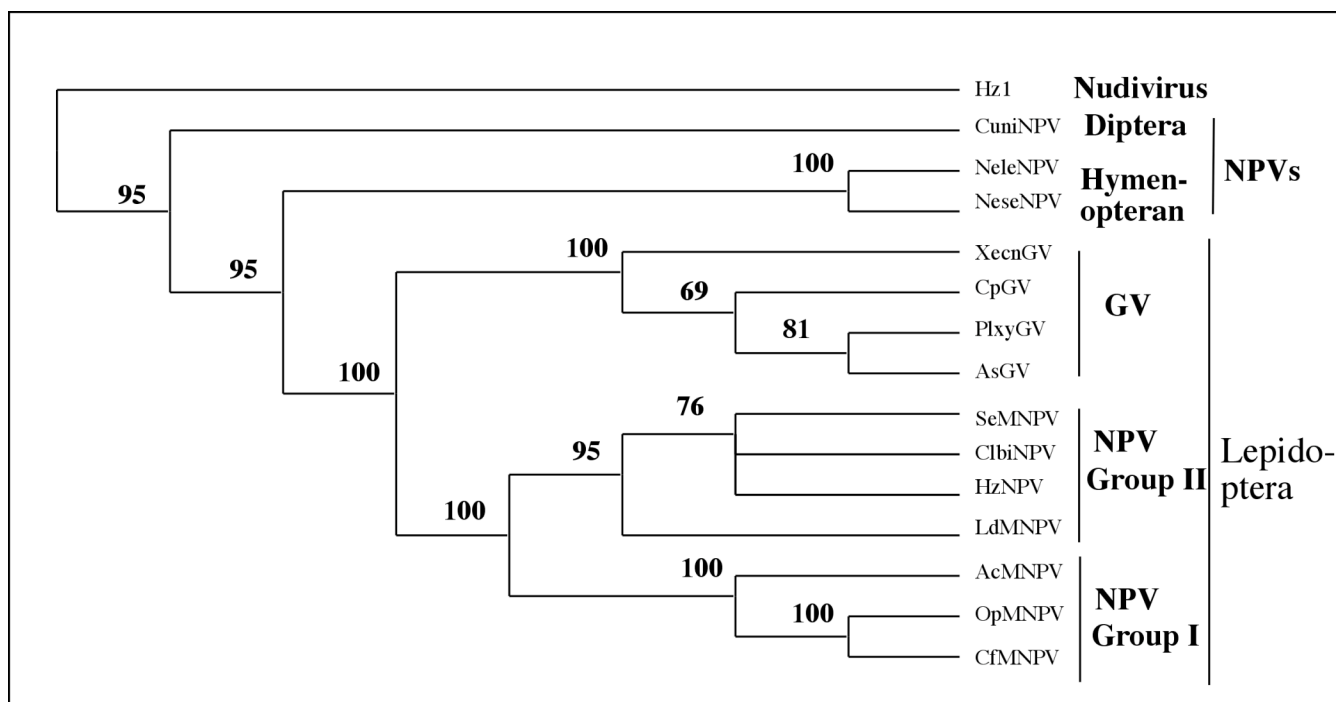 Hz1 Nudivirus
CuniNPV Diptera
NeleNPV
NeseNPV
Hymen-
opteran
NPVs
XecnGV
CpGV
PlxyGV
AsGV
GV
SeMNPV
ClbiNPV
HzNPV
LdMNPV
NPV
Group II
AcMNPV
OpMNPV
CfMNPV
NPV
Group I
Lepido-
ptera
95
95
100
100
100
69
81
100
95
76
100
100